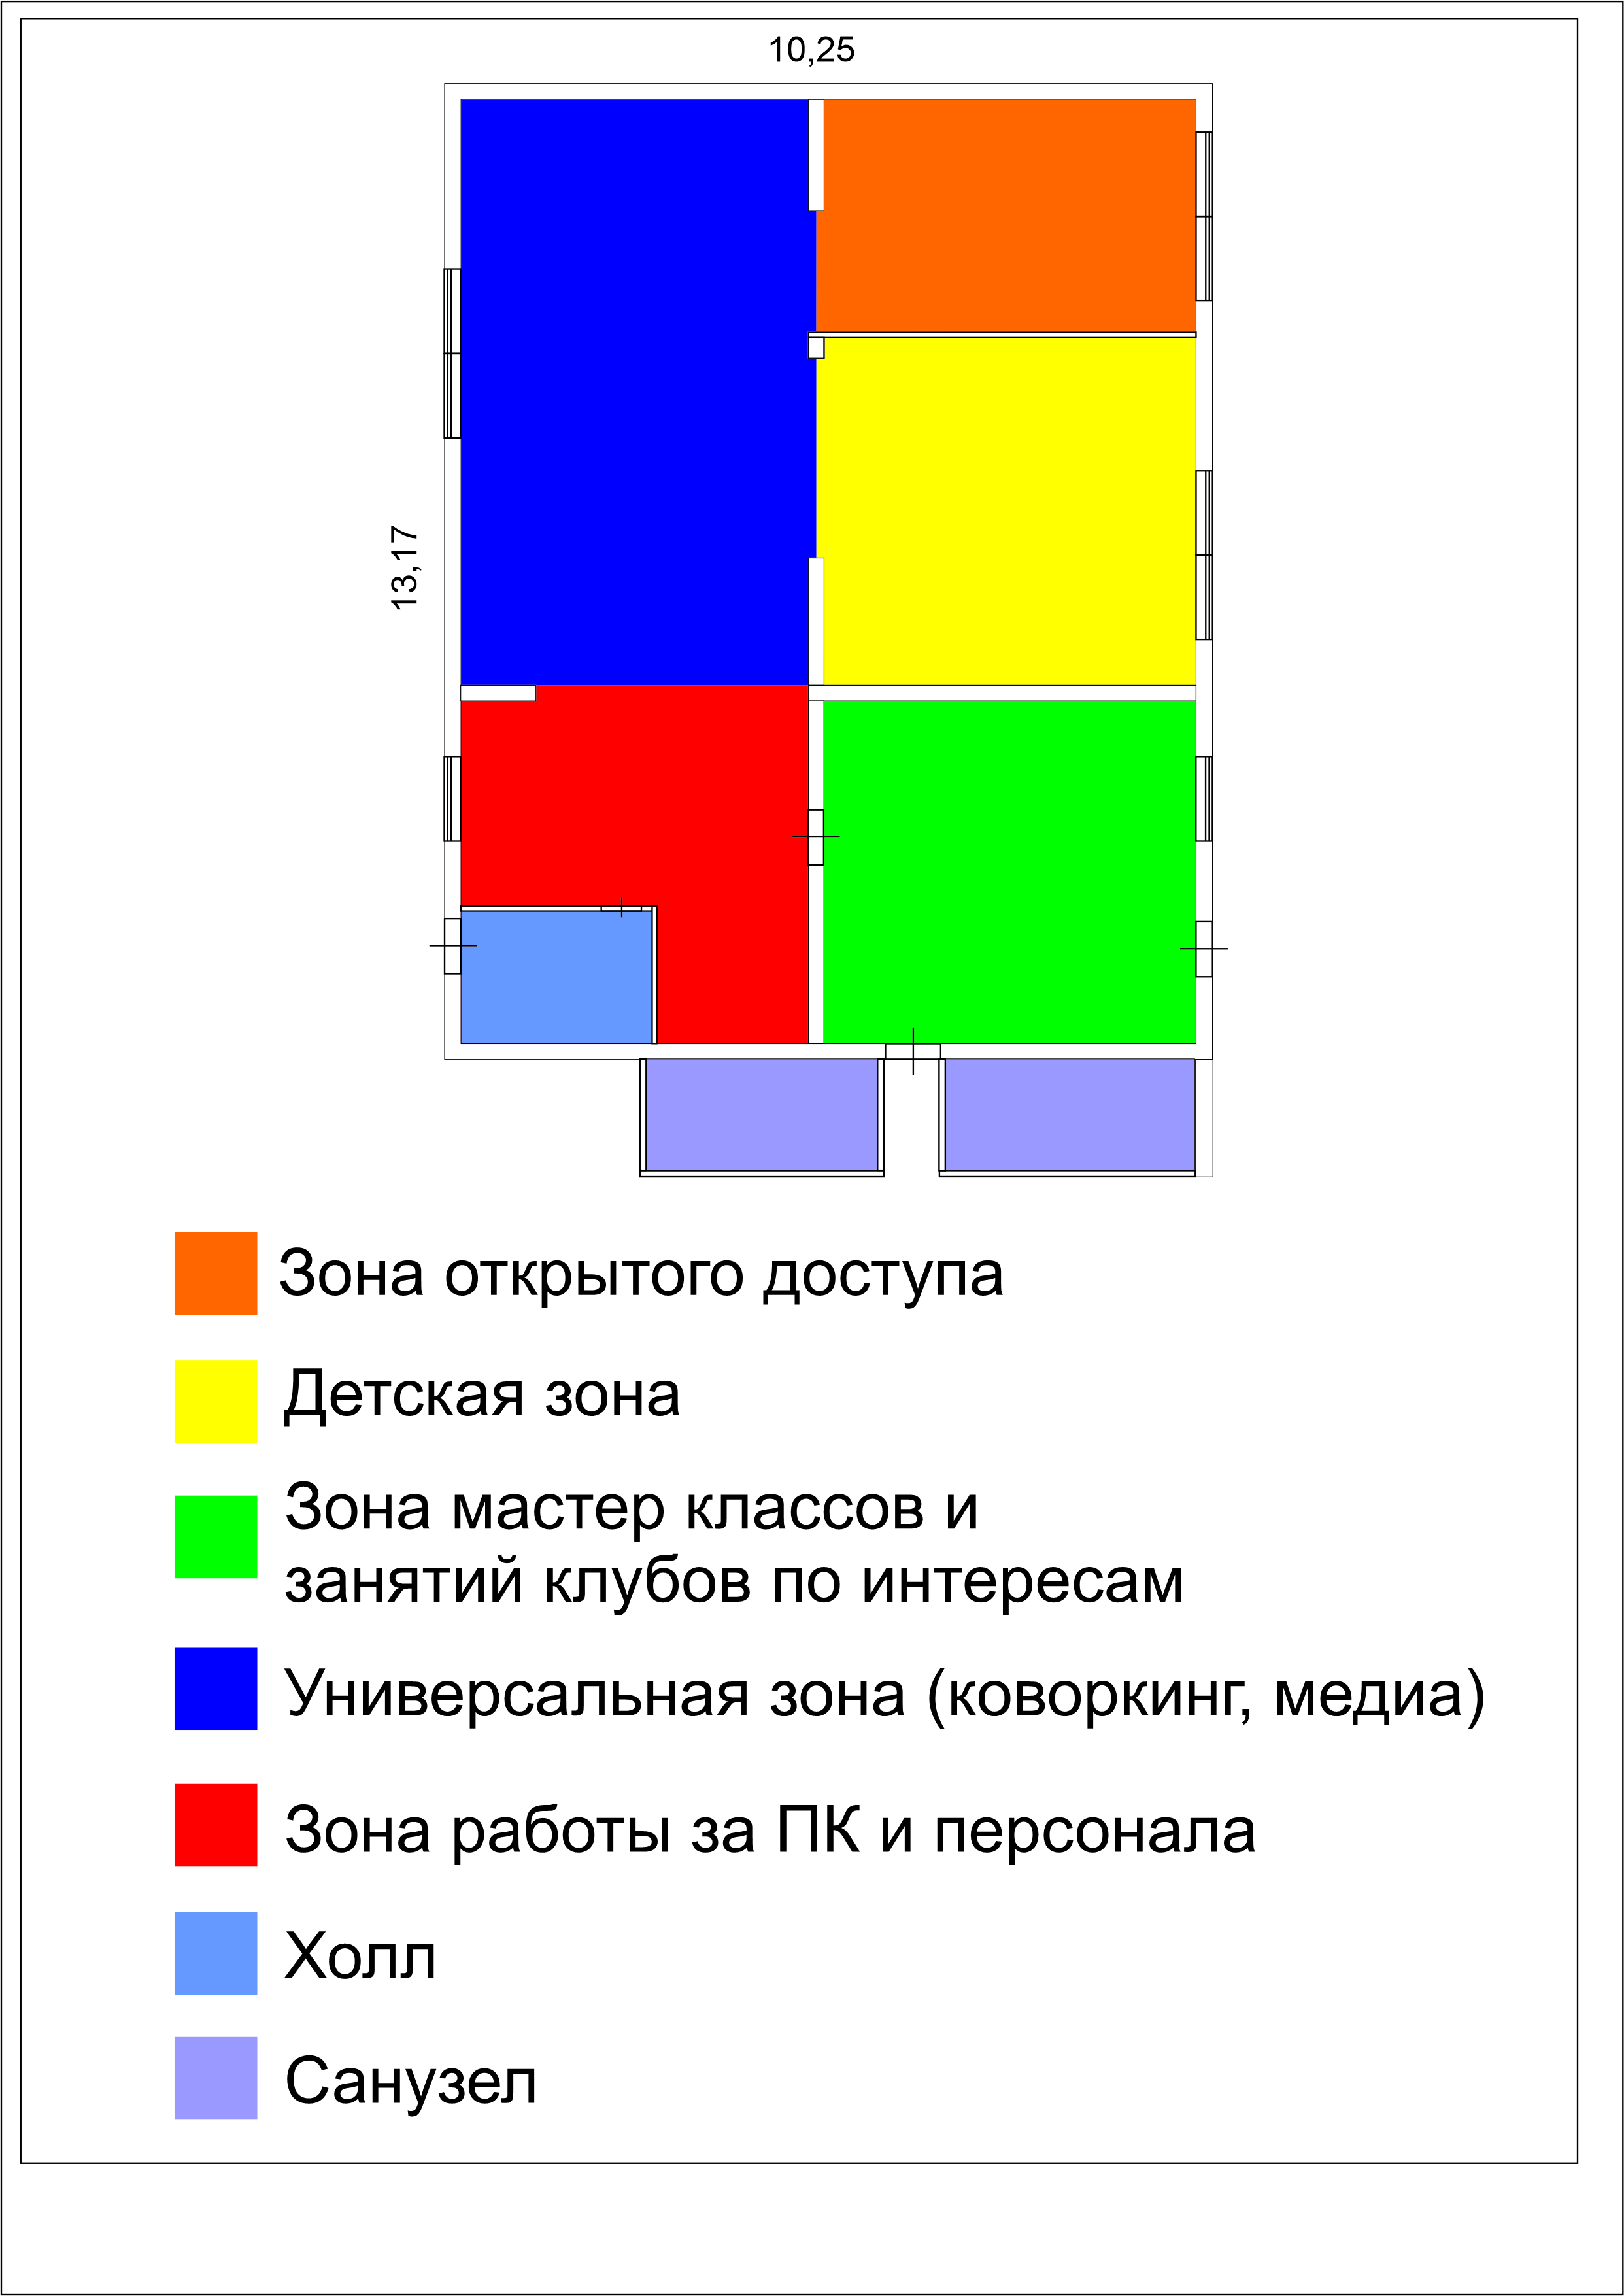 10,25
13,17
Зона открытого доступа
Детская зона
Зона мастер классов и
занятий клубов по интересам
Универсальная зона (коворкинг, медиа)
Зона работы за ПК и персонала
Холл
Санузел